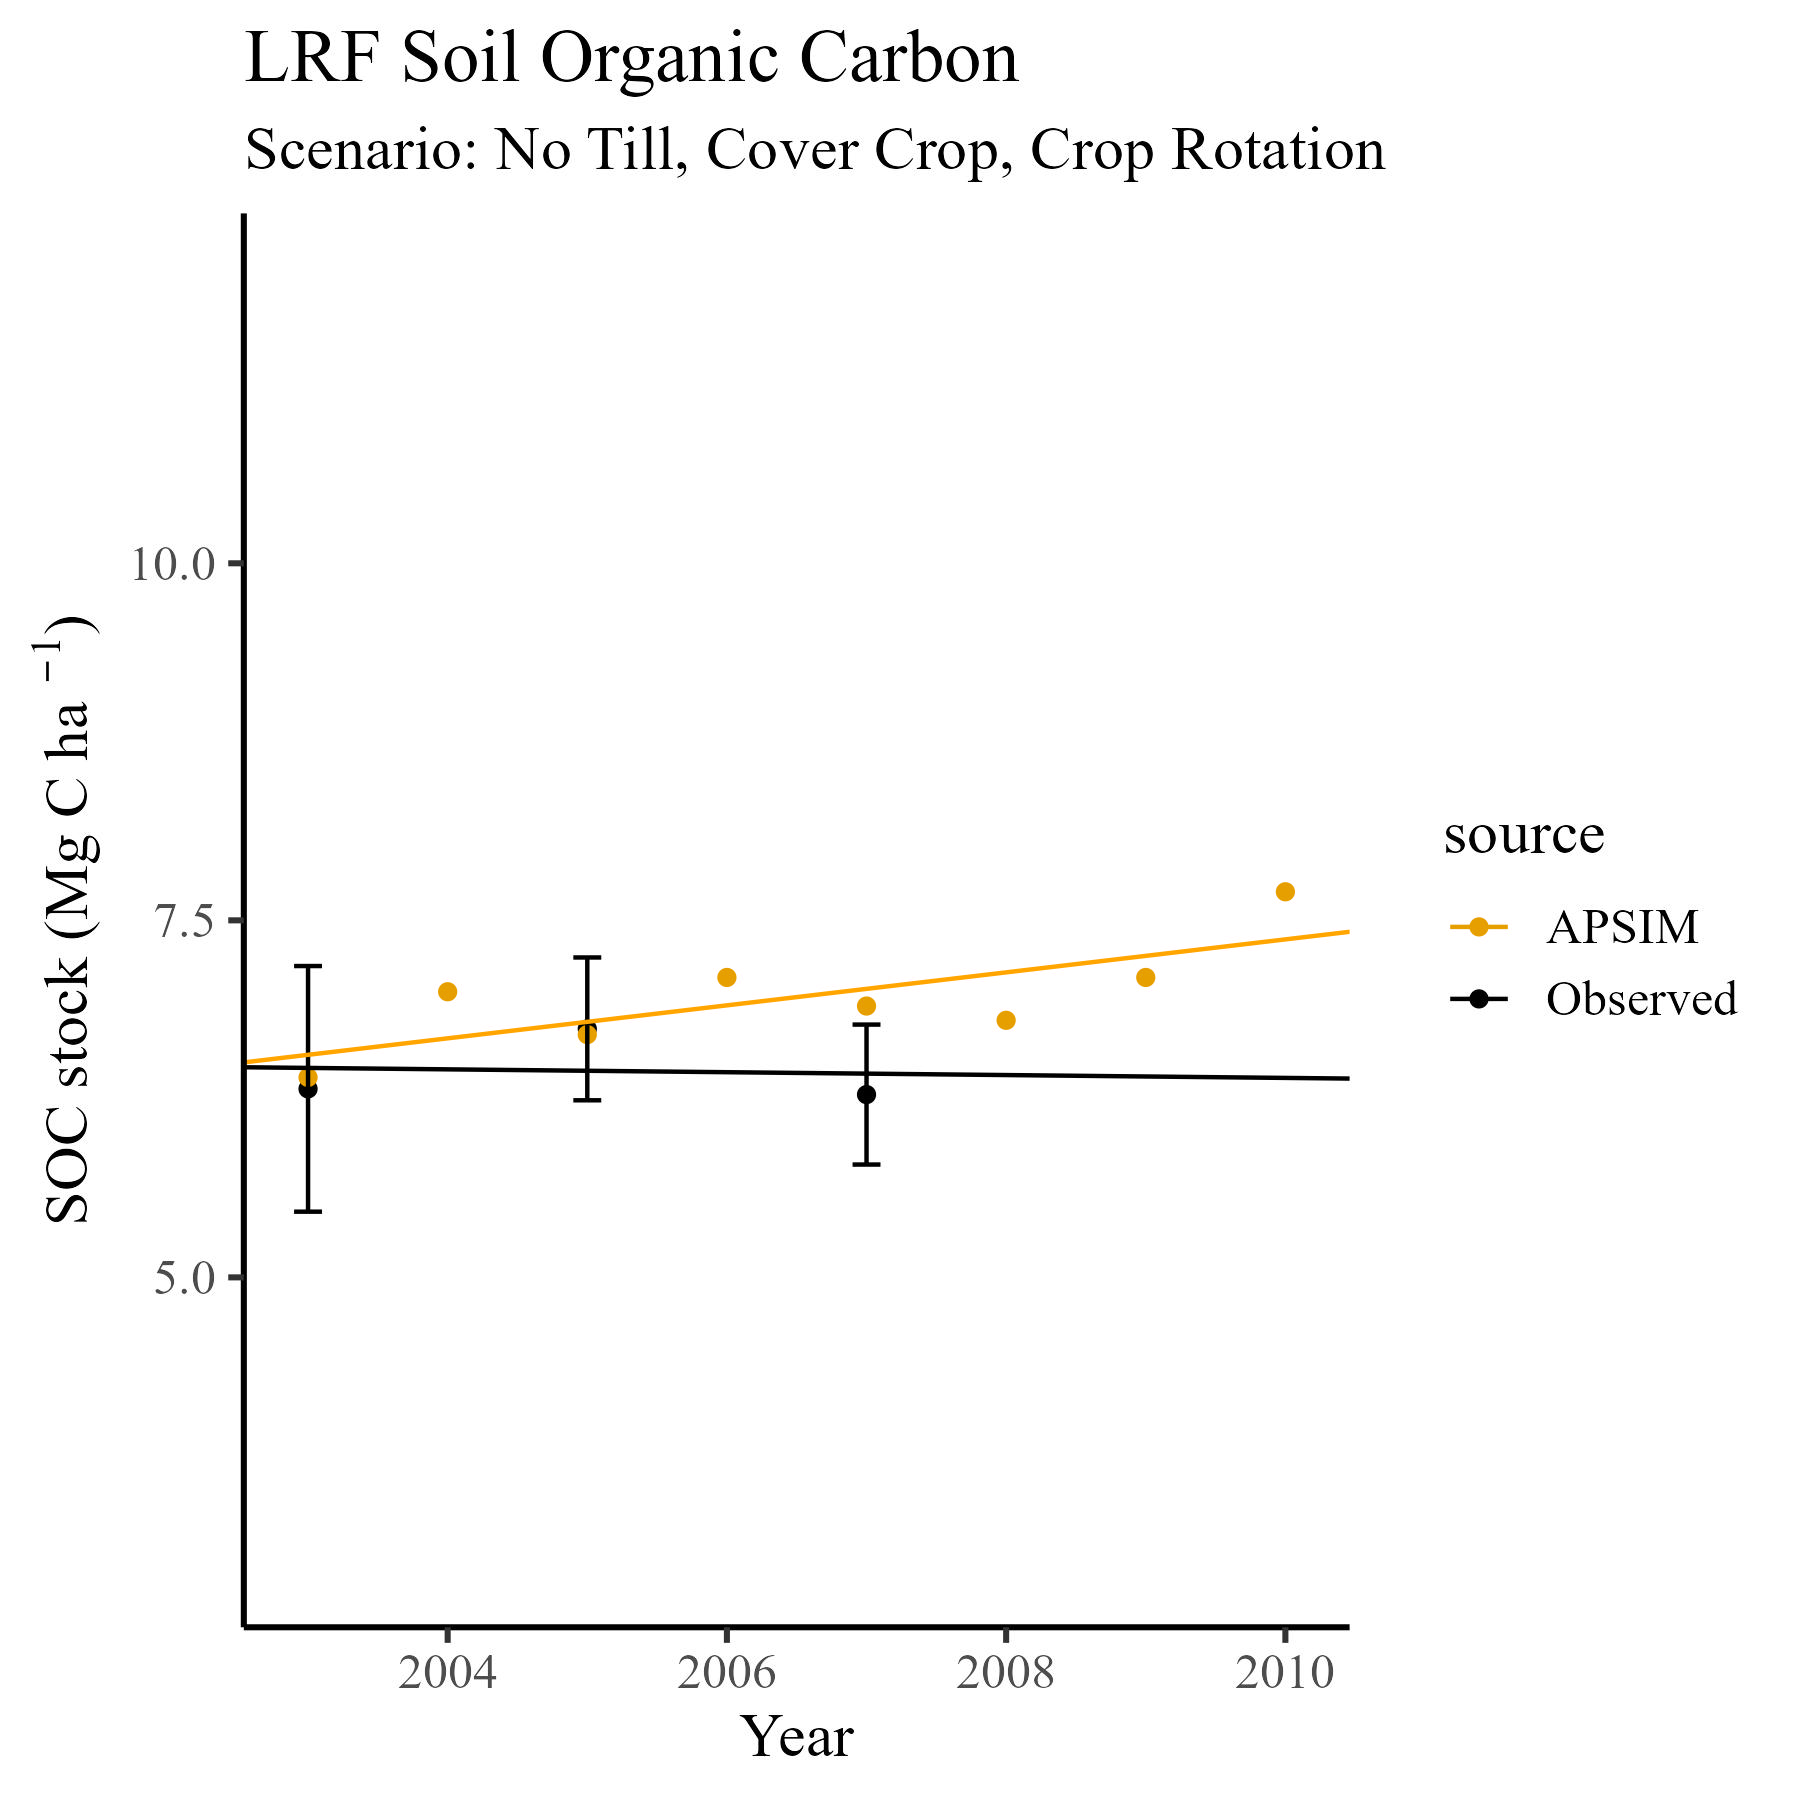 LRF Soil Organic Carbon
Scenario: No Till, Cover Crop, Crop Rotation
SOC stock (Mg C ha ⁻¹)
10.0
7.5
5.0
2004 2006 2008 2010
Year
source
APSIM
Observed